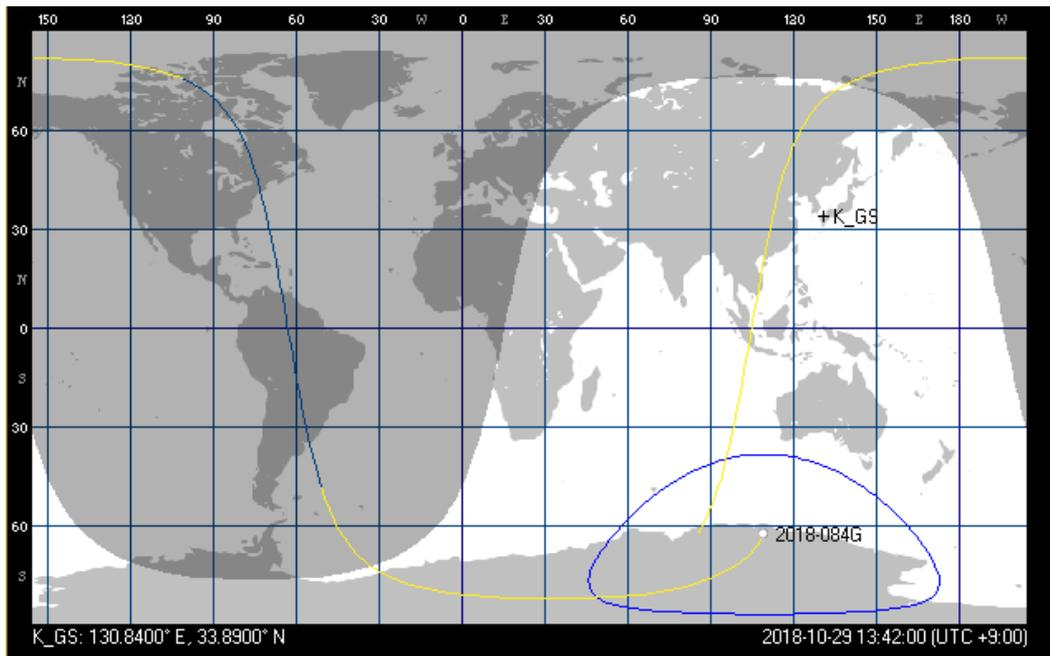 150 120 90 60 30 W 0 E 30 60 90 120 150 E 180 W
N
60
30
N
0
S
30
60
S
+K_GS
2018-084G
K_GS: 130.8400° E, 33.8900° N
2018-10-29 13:42:00 (UTC +9:00)